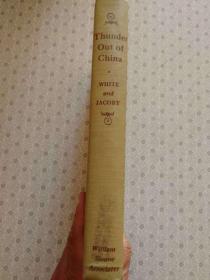 Thunder
Out of
China
WHITE
and
JACOBY
William
Sloane
Associates